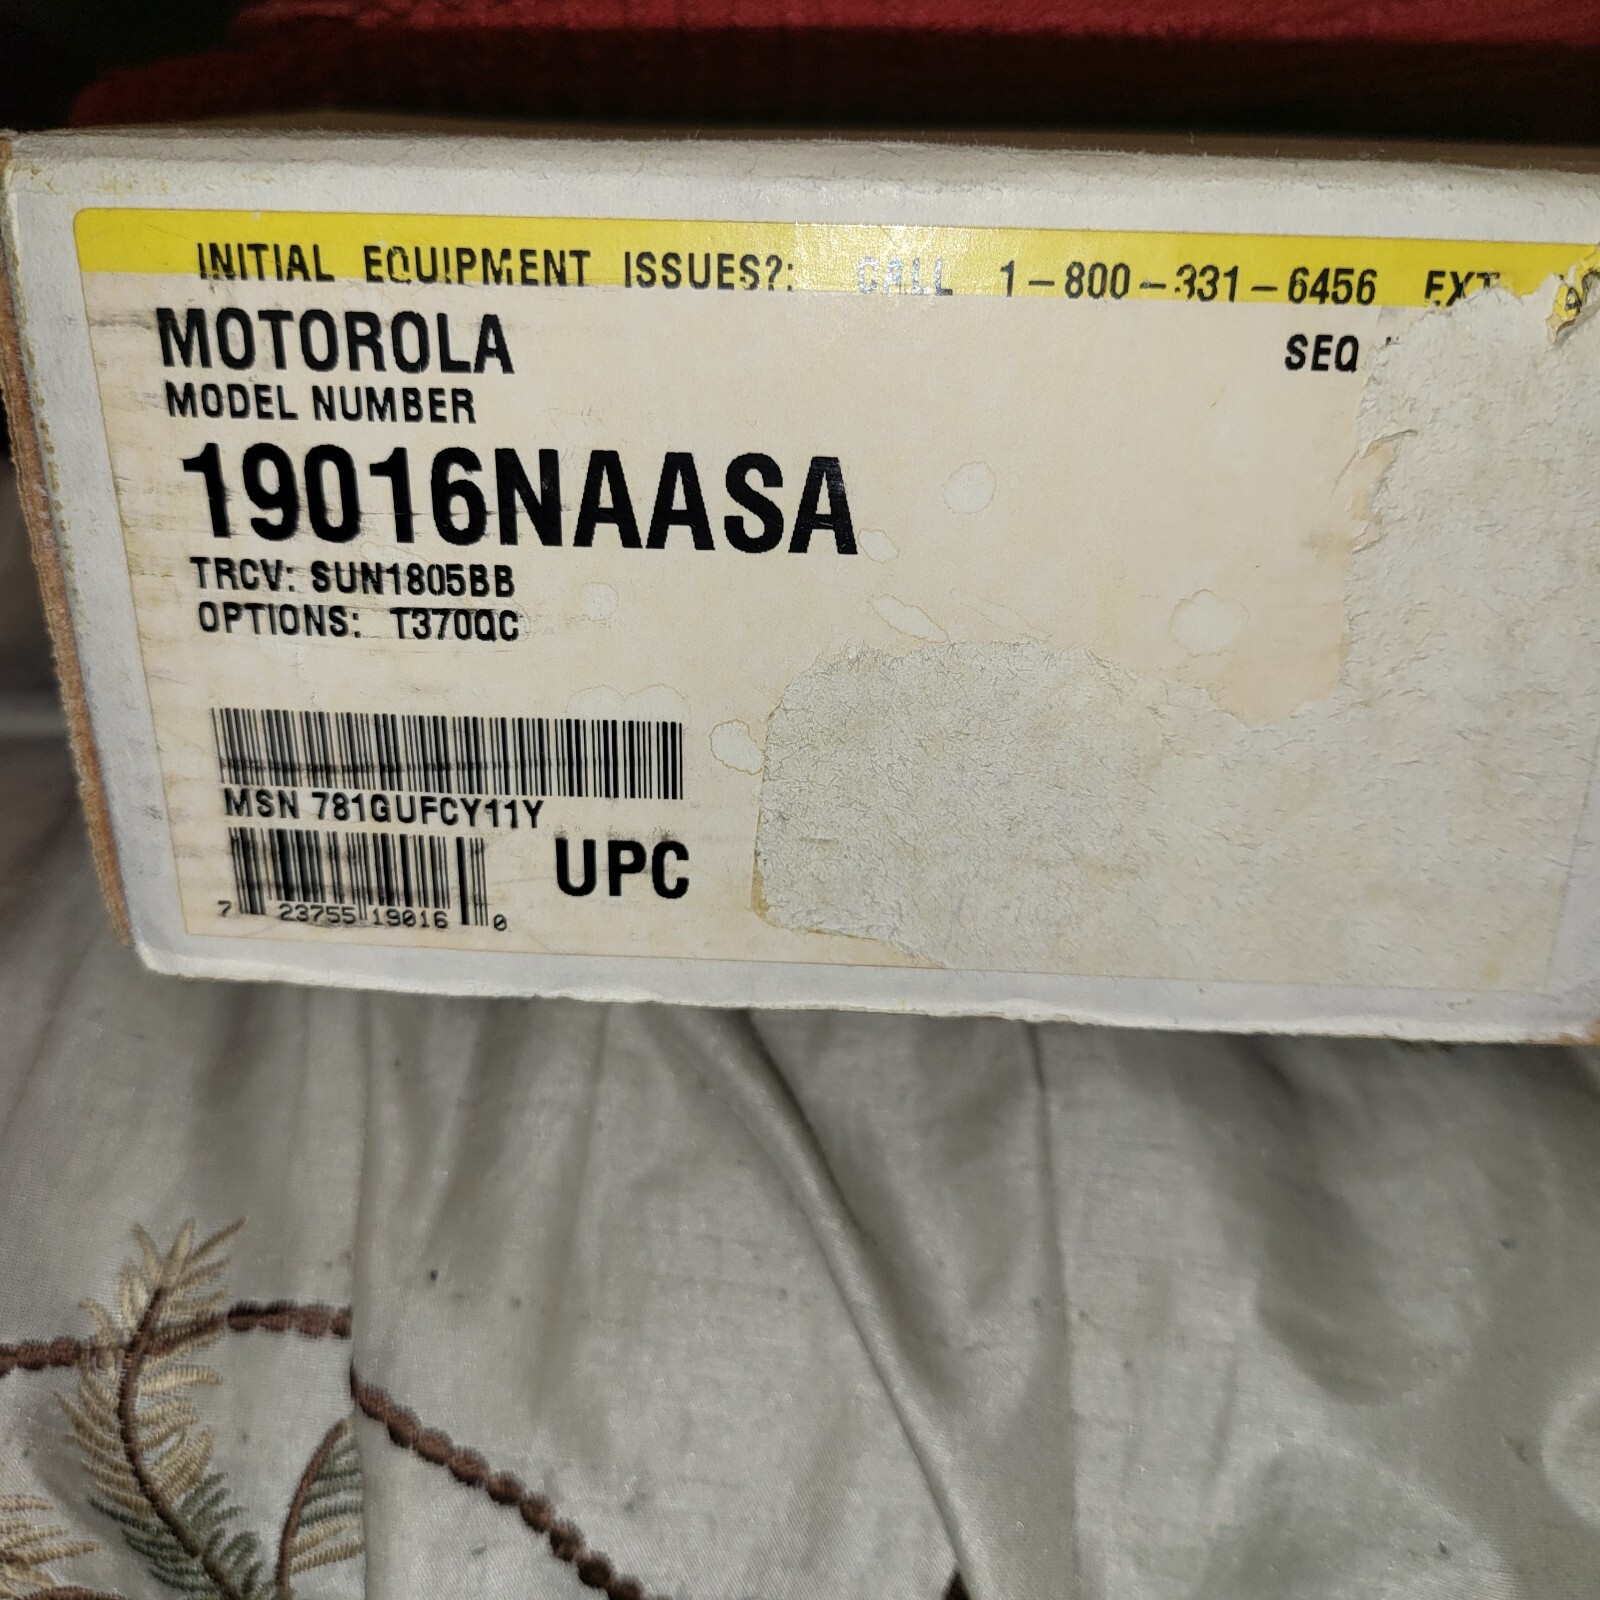 INITIAL EQUIPMENT ISSUES?: CALL 1-800-331-6456 EXT
MOTOROLA
SEQ
MODEL NUMBER
19016NAASA
TRCV: SUN1805BB
OPTIONS: T370QC
MSN 781GUFCY11Y
UPC
7 23755 19016 0